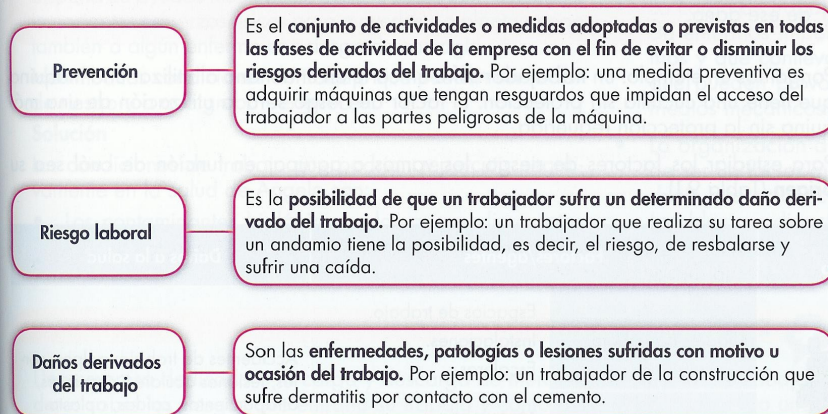 Prevención
Es el conjunto de actividades o medidas adoptadas o previstas en todas
las fases de actividad de la empresa con el fin de evitar o disminuir los
riesgos derivados del trabajo. Por ejemplo: una medida preventiva es
adquirir máquinas que tengan resguardos que impidan el acceso del
trabajador a las partes peligrosas de la máquina.
Riesgo laboral
Es la posibilidad de que un trabajador sufra un determinado daño deri-
vado del trabajo. Por ejemplo: un trabajador que realiza su tarea sobre
un andamio tiene la posibilidad, es decir, el riesgo, de resbalarse y
sufrir una caída.
Daños derivados
del trabajo
Son las enfermedades, patologías o lesiones sufridas con motivo u
ocasión del trabajo. Por ejemplo: un trabajador de la construcción que
sufre dermatitis por contacto con el cemento.